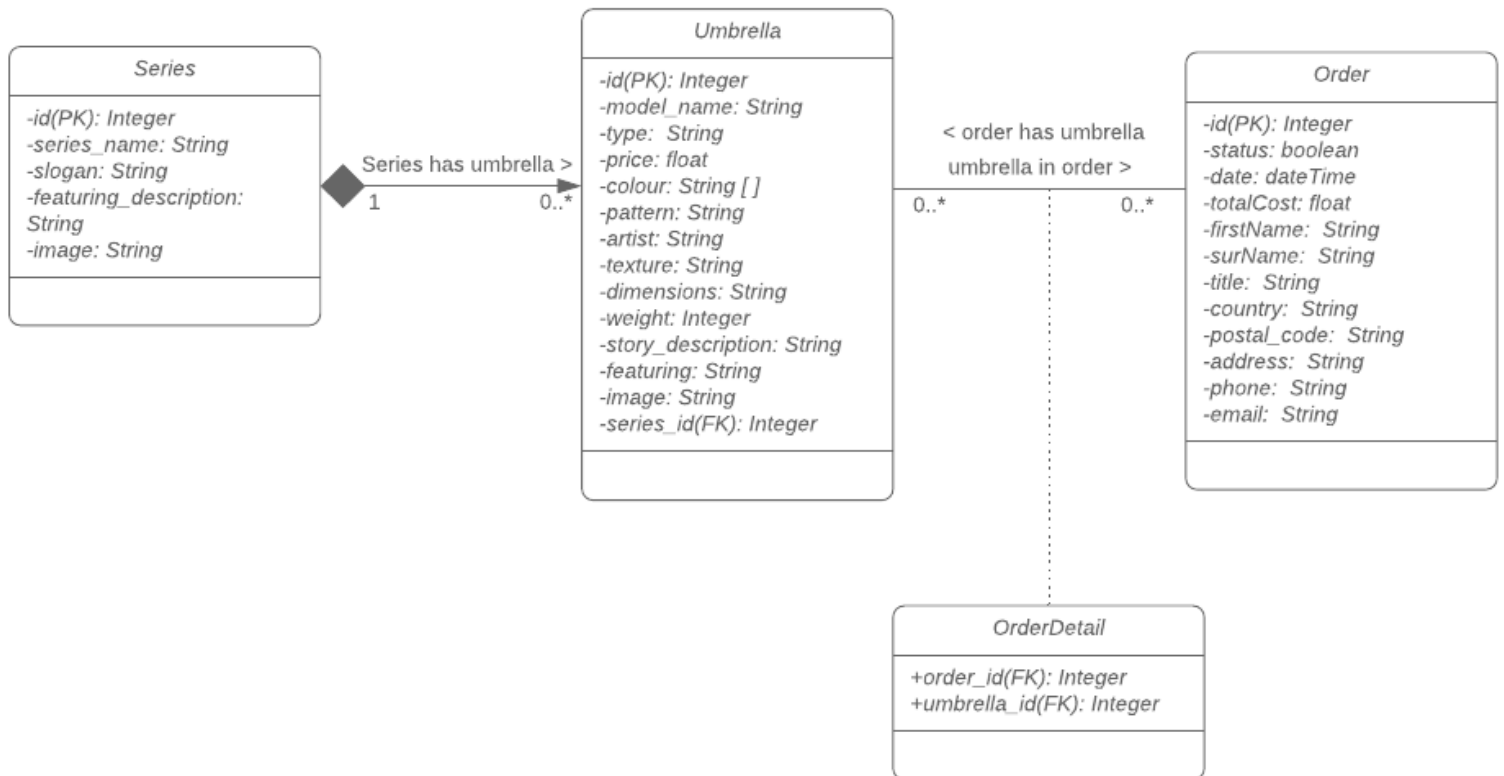 Series
-id(PK): Integer
-series_name: String
-slogan: String
-featuring_description:
String
-image: String
Series has umbrella >
1
0..*
Umbrella
-id(PK): Integer
-model_name: String
-type:  String
-price: float
-colour: String [ ]
-pattern: String
-artist: String
-texture: String
-dimensions: String
-weight: Integer
-story_description: String
-featuring: String
-image: String
-series_id(FK): Integer
< order has umbrella
umbrella in order >
0..*
0..*
Order
-id(PK): Integer
-status: boolean
-date: dateTime
-totalCost: float
-firstName:  String
-surName:  String
-title:  String
-country:  String
-postal_code:  String
-address:  String
-phone:  String
-email:  String
OrderDetail
+order_id(FK): Integer
+umbrella_id(FK): Integer